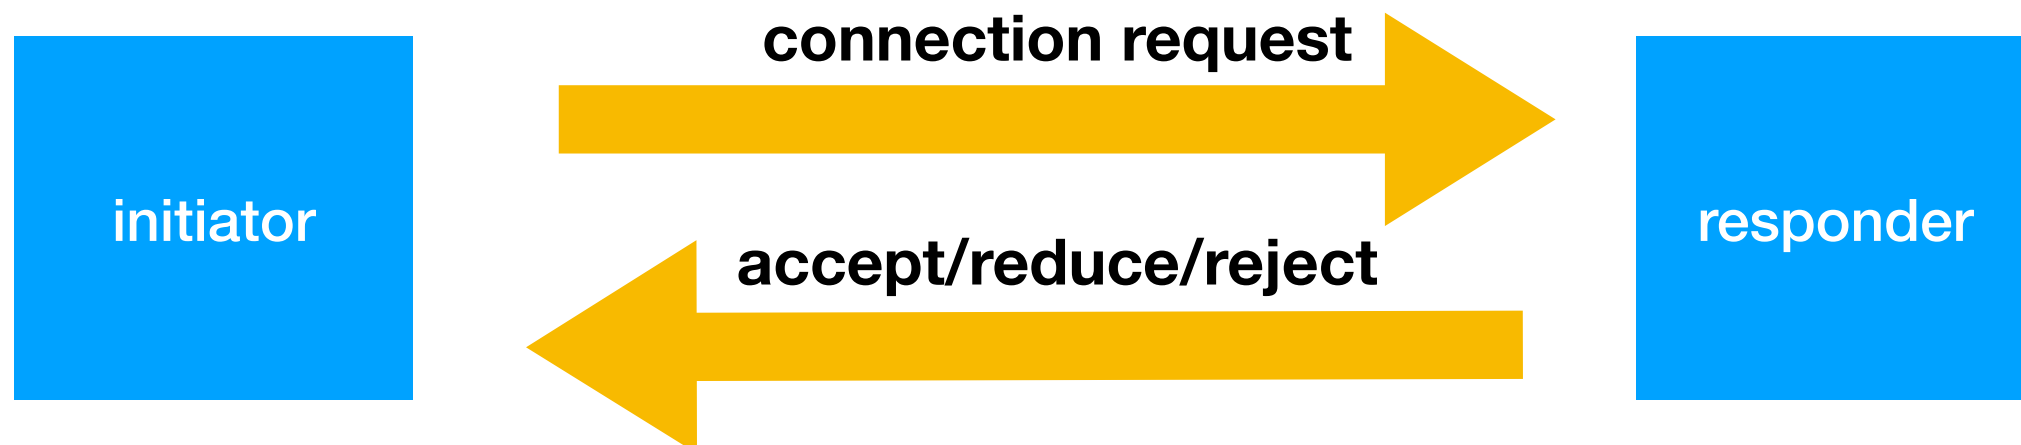 connection request
initiator
responder
accept/reduce/reject